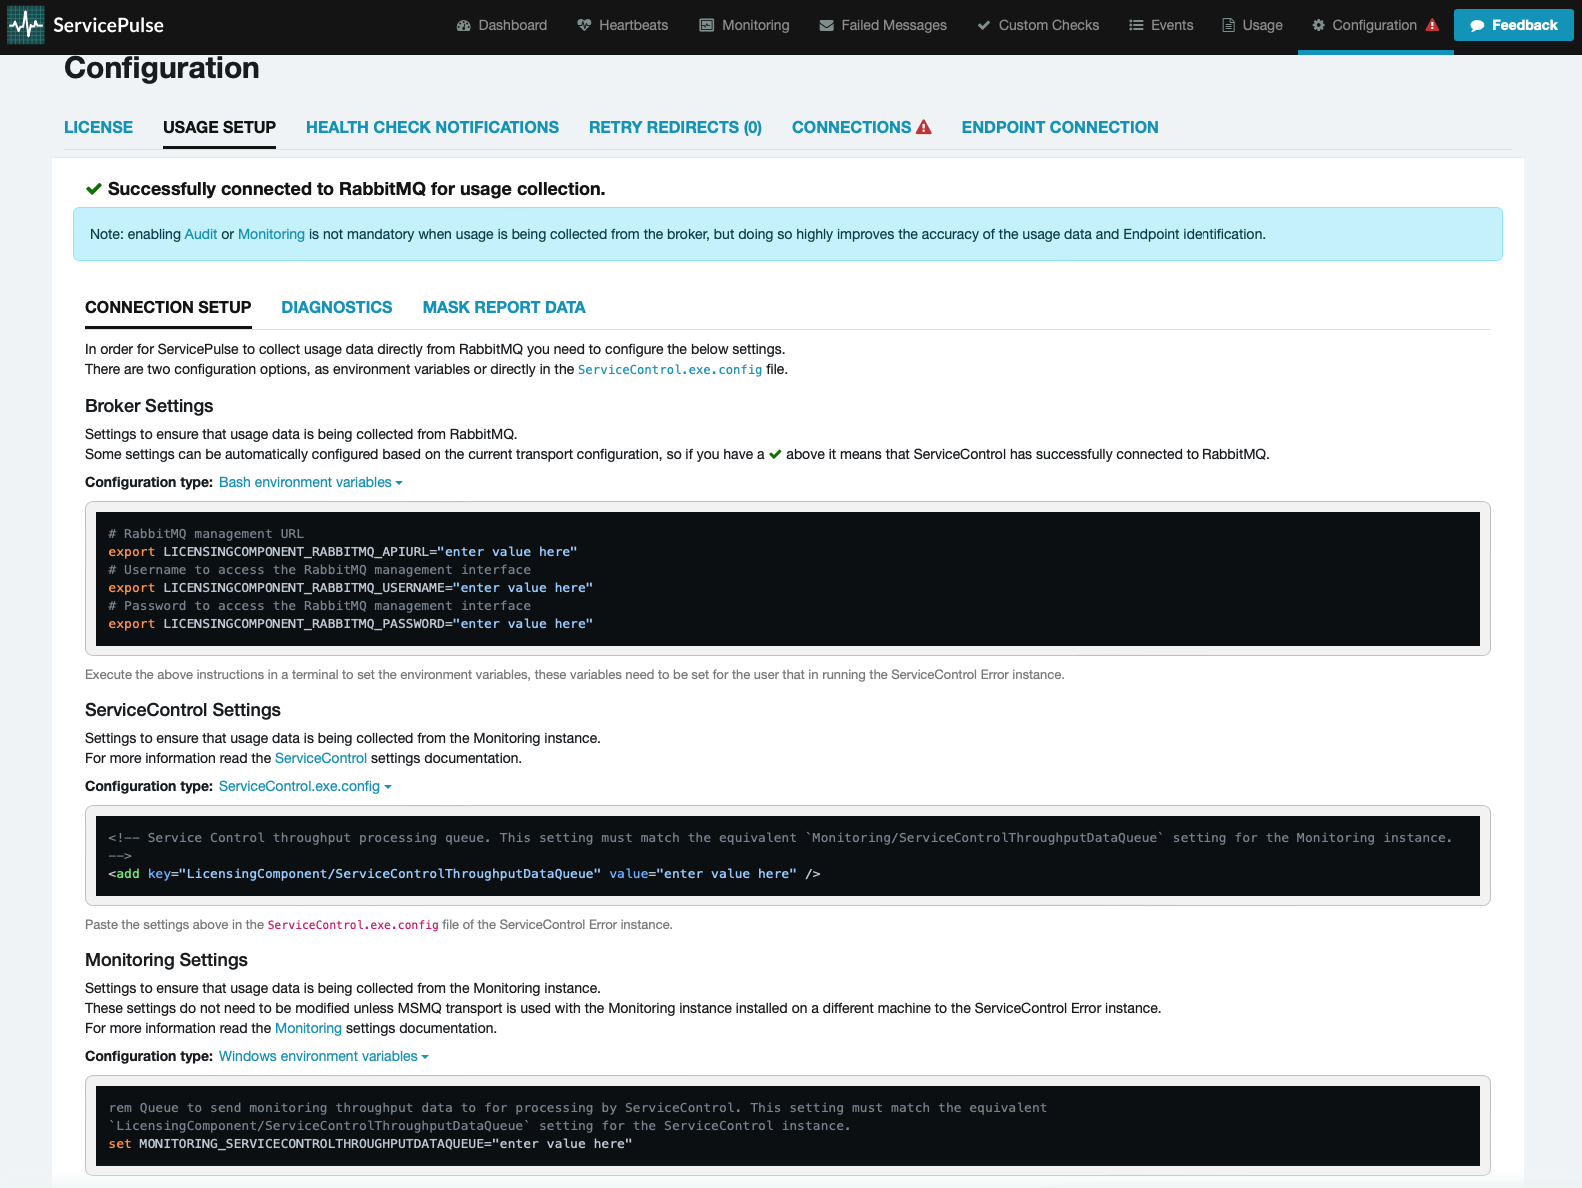 ServicePulse
Dashboard Heartbeats Monitoring Failed Messages Custom Checks Events Usage Configuration Feedback
Configuration
LICENSE USAGE SETUP HEALTH CHECK NOTIFICATIONS RETRY REDIRECTS (0) CONNECTIONS ENDPOINT CONNECTION
Successfully connected to RabbitMQ for usage collection.
Note: enabling Audit or Monitoring is not mandatory when usage is being collected from the broker, but doing so highly improves the accuracy of the usage data and Endpoint identification.
CONNECTION SETUP DIAGNOSTICS MASK REPORT DATA
In order for ServicePulse to collect usage data directly from RabbitMQ you need to configure the below settings.
There are two configuration options, as environment variables or directly in the ServiceControl.exe.config file.
Broker Settings
Settings to ensure that usage data is being collected from RabbitMQ.
Some settings can be automatically configured based on the current transport configuration, so if you have a ✔ above it means that ServiceControl has successfully connected to RabbitMQ.
Configuration type: Bash environment variables
# RabbitMQ management URL
export LICENSINGCOMPONENT_RABBITMQ_APIURL="enter value here"
# Username to access the RabbitMQ management interface
export LICENSINGCOMPONENT_RABBITMQ_USERNAME="enter value here"
# Password to access the RabbitMQ management interface
export LICENSINGCOMPONENT_RABBITMQ_PASSWORD="enter value here"
Execute the above instructions in a terminal to set the environment variables, these variables need to be set for the user that in running the ServiceControl Error instance.
ServiceControl Settings
Settings to ensure that usage data is being collected from the Monitoring instance.
For more information read the ServiceControl settings documentation.
Configuration type: ServiceControl.exe.config
<!-- Service Control throughput processing queue. This setting must match the equivalent `Monitoring/ServiceControlThroughputDataQueue` setting for the Monitoring instance.
-->
<add key="LicensingComponent/ServiceControlThroughputDataQueue" value="enter value here" />
Paste the settings above in the ServiceControl.exe.config file of the ServiceControl Error instance.
Monitoring Settings
Settings to ensure that usage data is being collected from the Monitoring instance.
These settings do not need to be modified unless MSMQ transport is used with the Monitoring instance installed on a different machine to the ServiceControl Error instance.
For more information read the Monitoring settings documentation.
Configuration type: Windows environment variables
rem Queue to send monitoring throughput data to for processing by ServiceControl. This setting must match the equivalent
`LicensingComponent/ServiceControlThroughputDataQueue` setting for the ServiceControl instance.
set MONITORING_SERVICECONTROLTHROUGHPUTDATAQUEUE="enter value here"